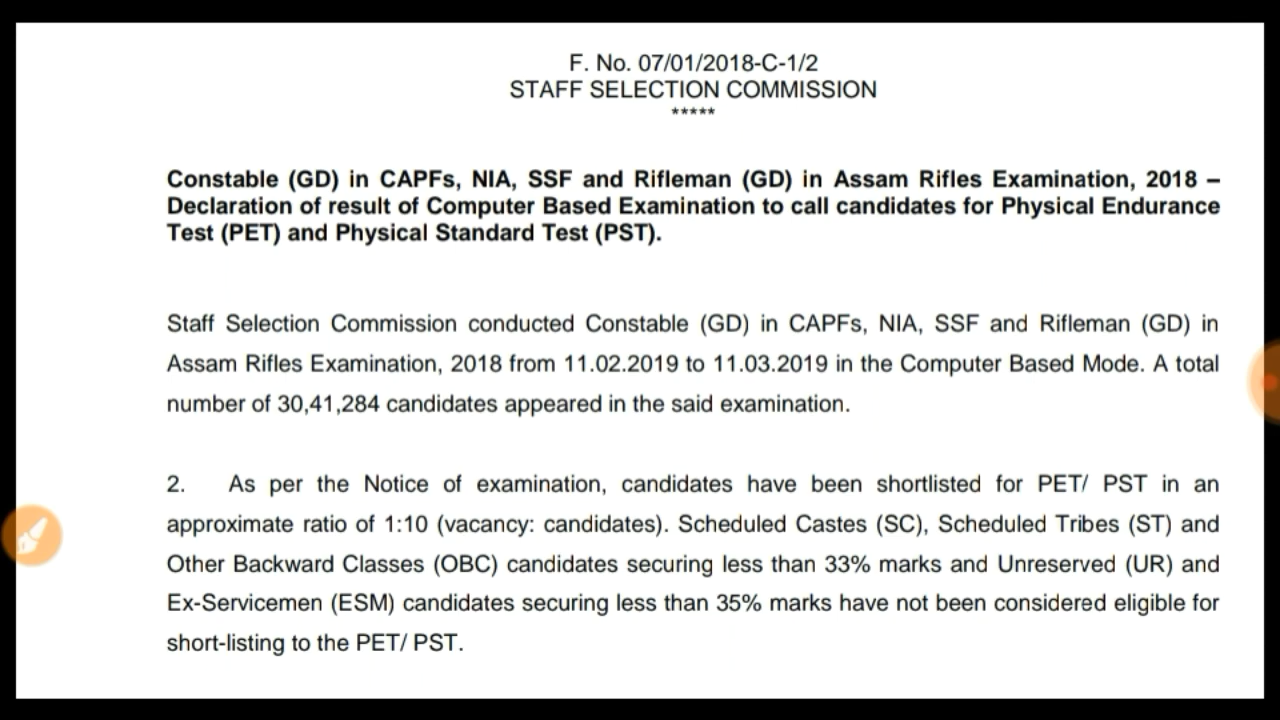 F. No. 07/01/2018-C-1/2
STAFF SELECTION COMMISSION
*****
Constable (GD) in CAPFs, NIA, SSF and Rifleman (GD) in Assam Rifles Examination, 2018 –
Declaration of result of Computer Based Examination to call candidates for Physical Endurance
Test (PET) and Physical Standard Test (PST).
Staff Selection Commission conducted Constable (GD) in CAPFs, NIA, SSF and Rifleman (GD) in
Assam Rifles Examination, 2018 from 11.02.2019 to 11.03.2019 in the Computer Based Mode. A total
number of 30,41,284 candidates appeared in the said examination.
2. As per the Notice of examination, candidates have been shortlisted for PET/ PST in an
approximate ratio of 1:10 (vacancy: candidates). Scheduled Castes (SC), Scheduled Tribes (ST) and
Other Backward Classes (OBC) candidates securing less than 33% marks and Unreserved (UR) and
Ex-Servicemen (ESM) candidates securing less than 35% marks have not been considered eligible for
short-listing to the PET/ PST.